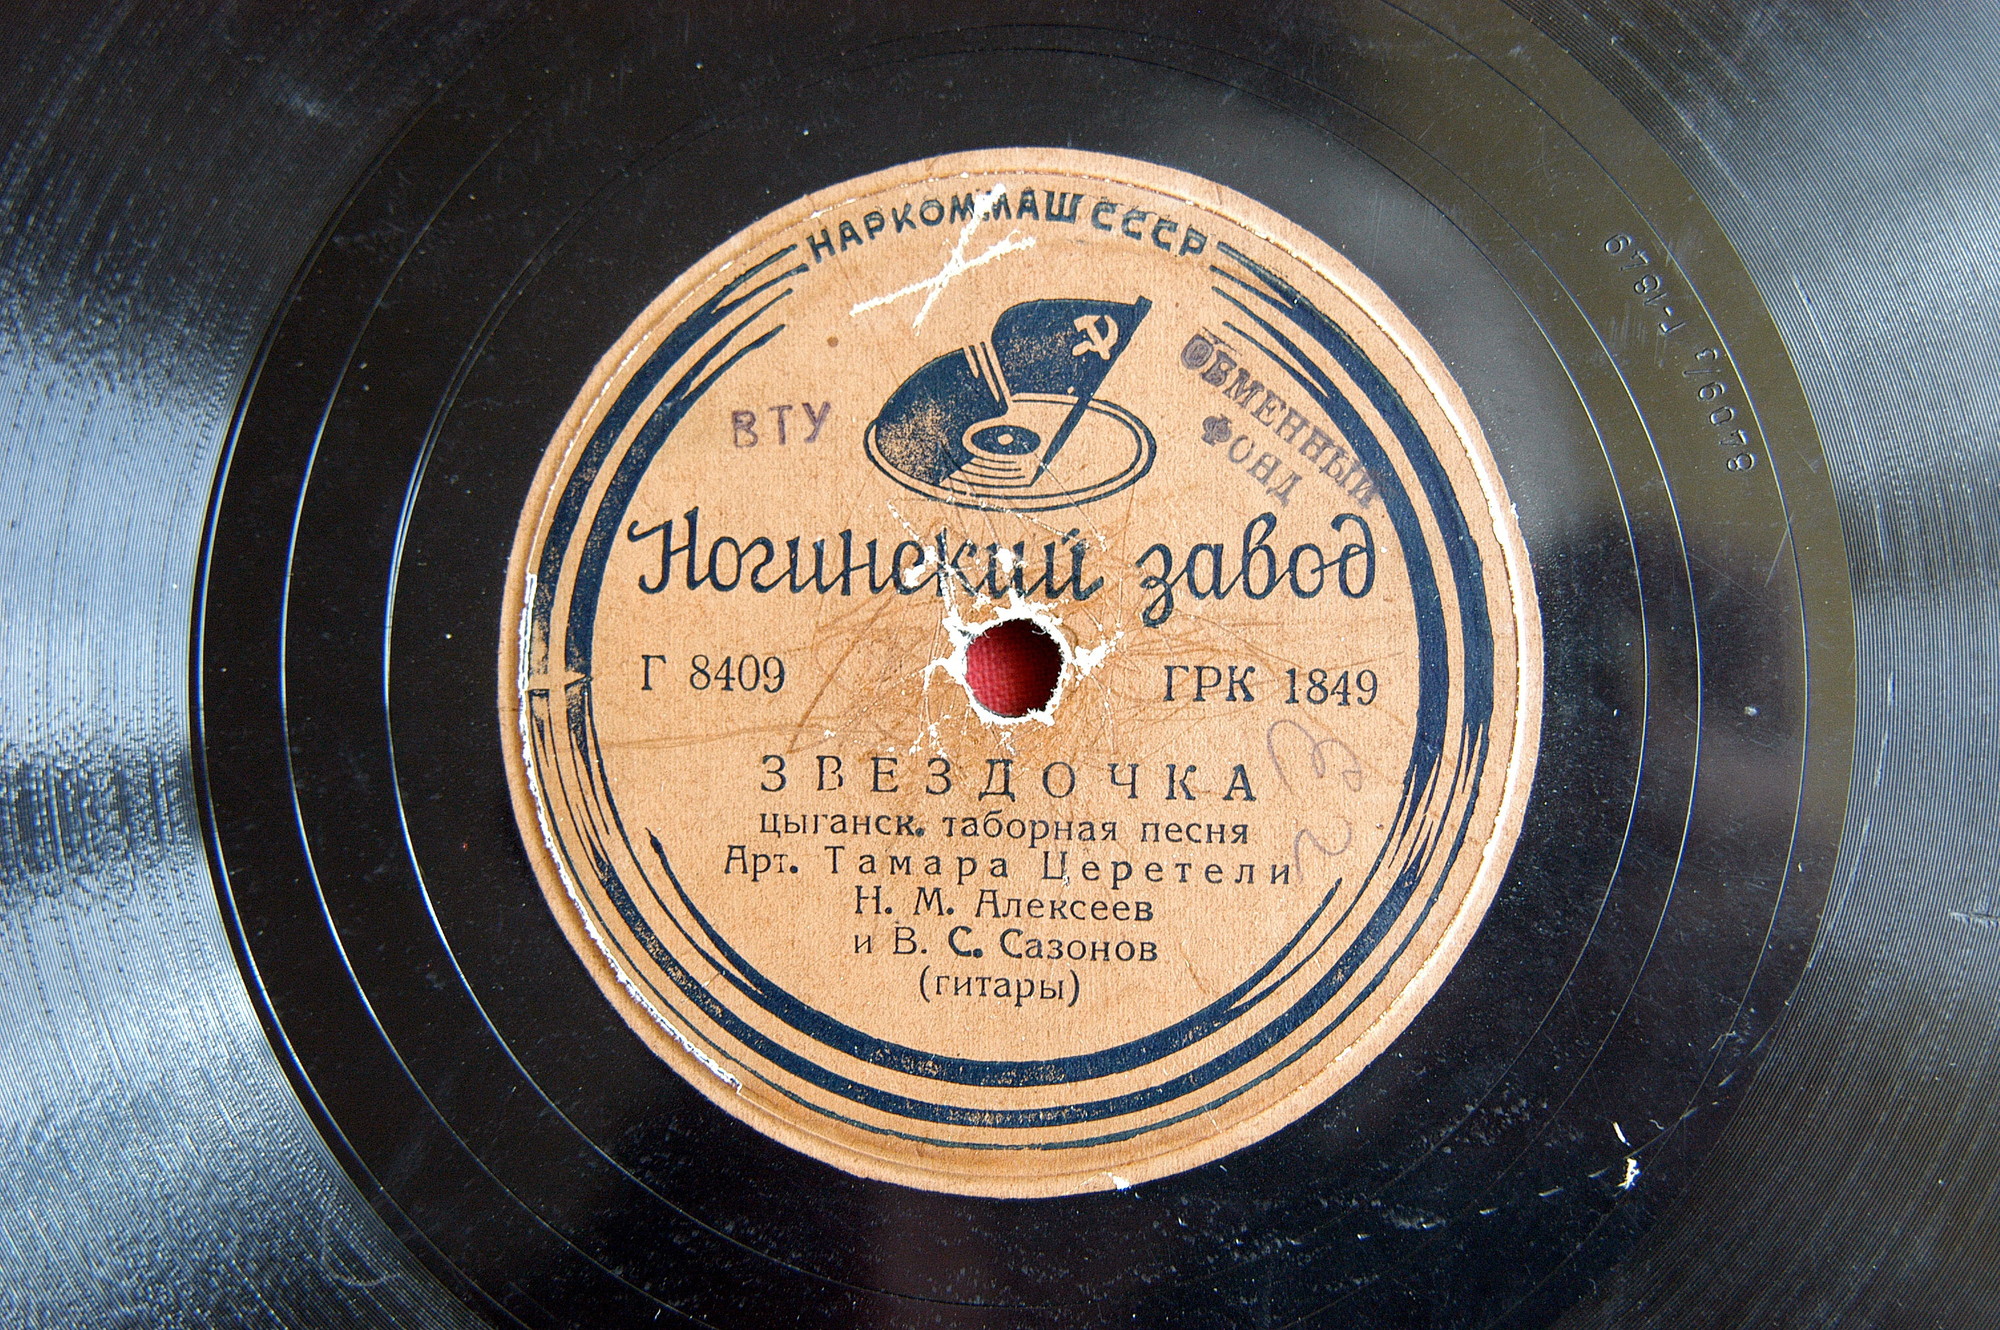 НАРКОММАШ СССР
ВТУ
ОБМЕННЫЙ
ФОНД
Ногинский завод
Г 8409
ГРК 1849
ЗВЕЗДОЧКА
цыганск. таборная песня
Арт. Тамара Церетели
Н. М. Алексеев
и В. С. Сазонов
(гитары)
8409/3 Г-1849